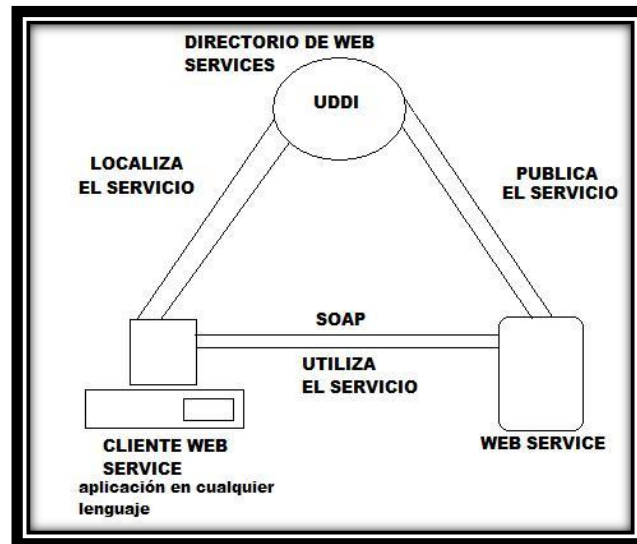 DIRECTORIO DE WEB
SERVICES
UDDI
LOCALIZA
EL SERVICIO
PUBLICA
EL SERVICIO
SOAP
UTILIZA
EL SERVICIO
CLIENTE WEB
SERVICE
aplicación en cualquier
lenguaje
WEB SERVICE